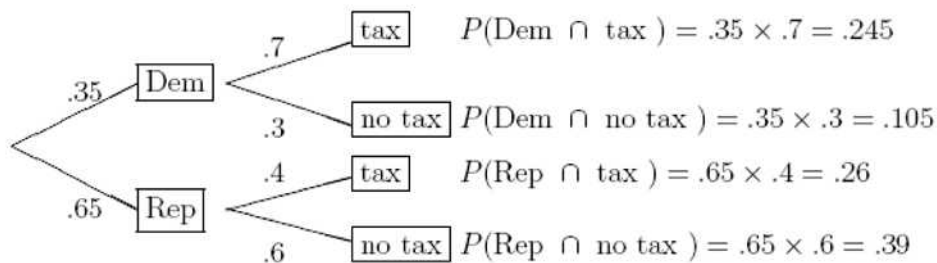 .7 tax P(Dem ∩ tax ) = .35 × .7 = .245
.35 Dem
.3 no tax P(Dem ∩ no tax ) = .35 × .3 = .105
.4 tax P(Rep ∩ tax ) = .65 × .4 = .26
.65 Rep
.6 no tax P(Rep ∩ no tax ) = .65 × .6 = .39